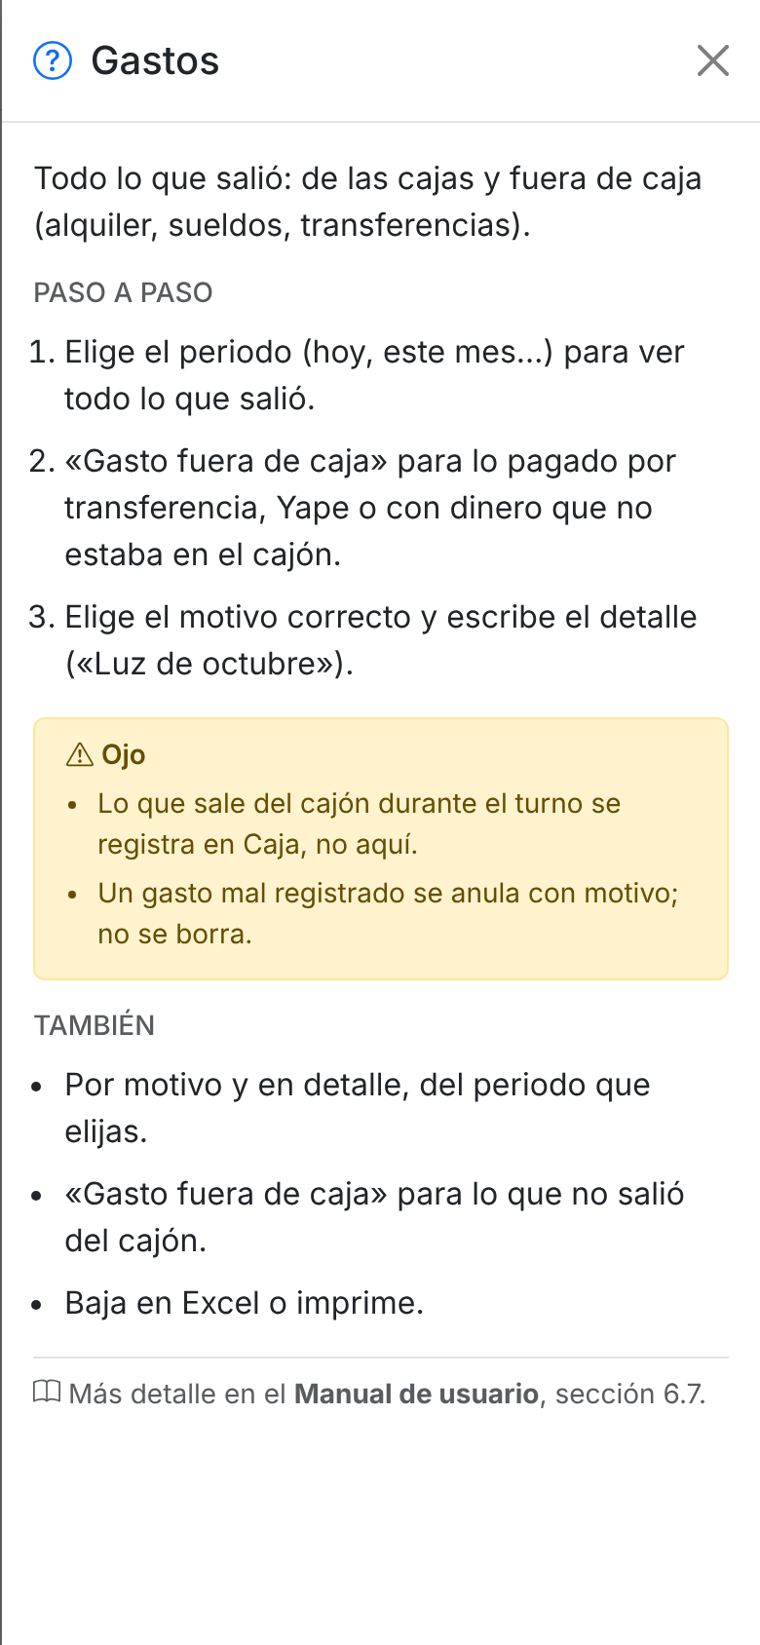 Gastos
Todo lo que salió: de las cajas y fuera de caja
(alquiler, sueldos, transferencias).
PASO A PASO
1. Elige el periodo (hoy, este mes…) para ver
todo lo que salió.
2. «Gasto fuera de caja» para lo pagado por
transferencia, Yape o con dinero que no
estaba en el cajón.
3. Elige el motivo correcto y escribe el detalle
(«Luz de octubre»).
Ojo
• Lo que sale del cajón durante el turno se
registra en Caja, no aquí.
• Un gasto mal registrado se anula con motivo;
no se borra.
TAMBIÉN
• Por motivo y en detalle, del periodo que
elijas.
• «Gasto fuera de caja» para lo que no salió
del cajón.
• Baja en Excel o imprime.
Más detalle en el Manual de usuario, sección 6.7.